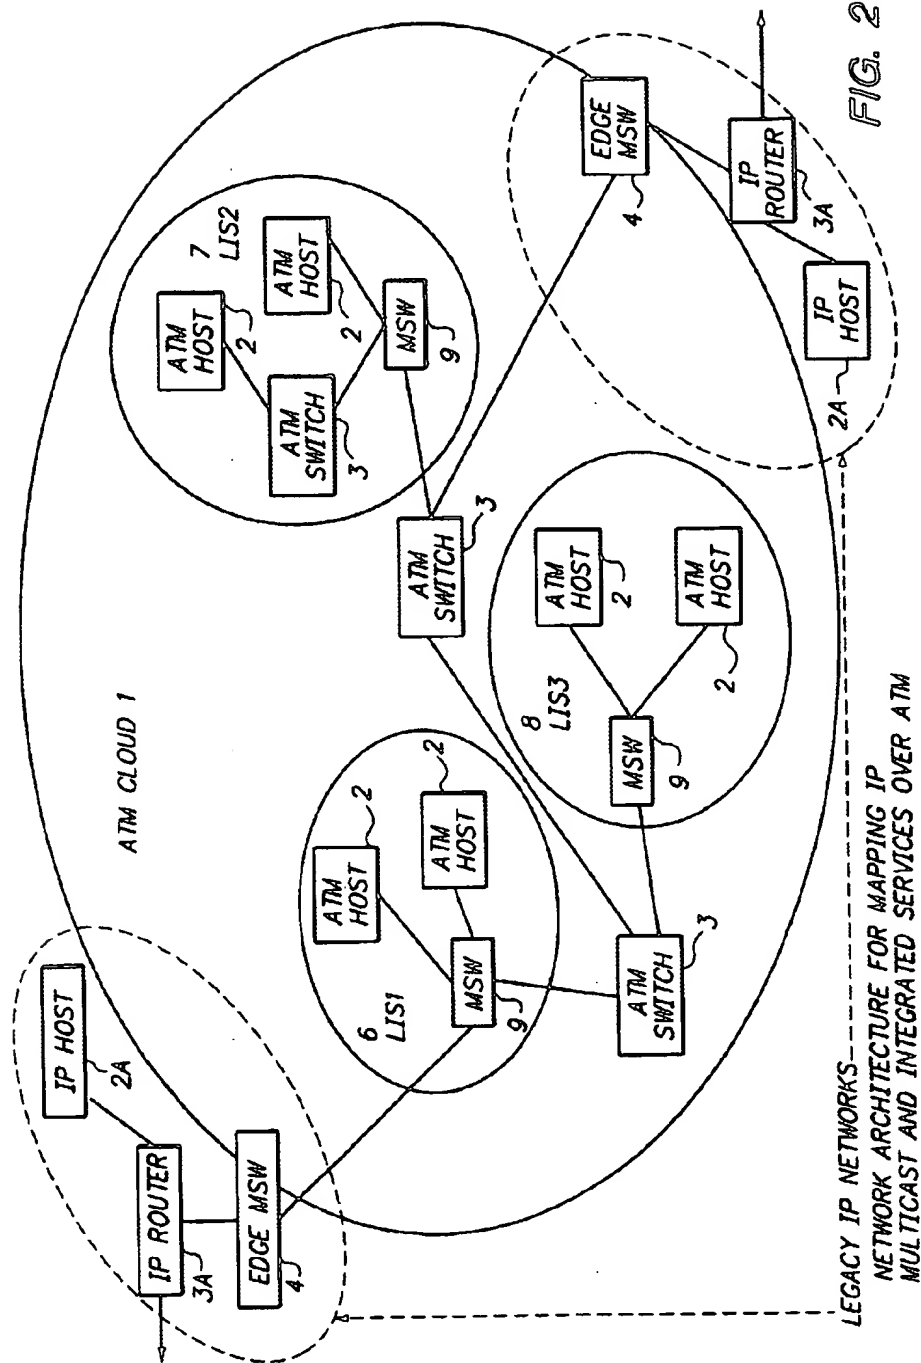 IP HOST
2A
IP ROUTER
3A
EDGE MSW
4
ATM CLOUD 1
6
LIS1
ATM
HOST
2
ATM
HOST
2
MSW
9
ATM
SWITCH
3
7
LIS2
ATM
HOST
2
ATM
HOST
2
ATM
SWITCH
3
MSW
9
ATM
SWITCH
3
8
LIS3
ATM
HOST
2
ATM
HOST
2
MSW
9
EDGE
MSW
4
IP
ROUTER
3A
IP
HOST
2A
LEGACY IP NETWORKS
NETWORK ARCHITECTURE FOR MAPPING IP
MULTICAST AND INTEGRATED SERVICES OVER ATM
FIG. 2